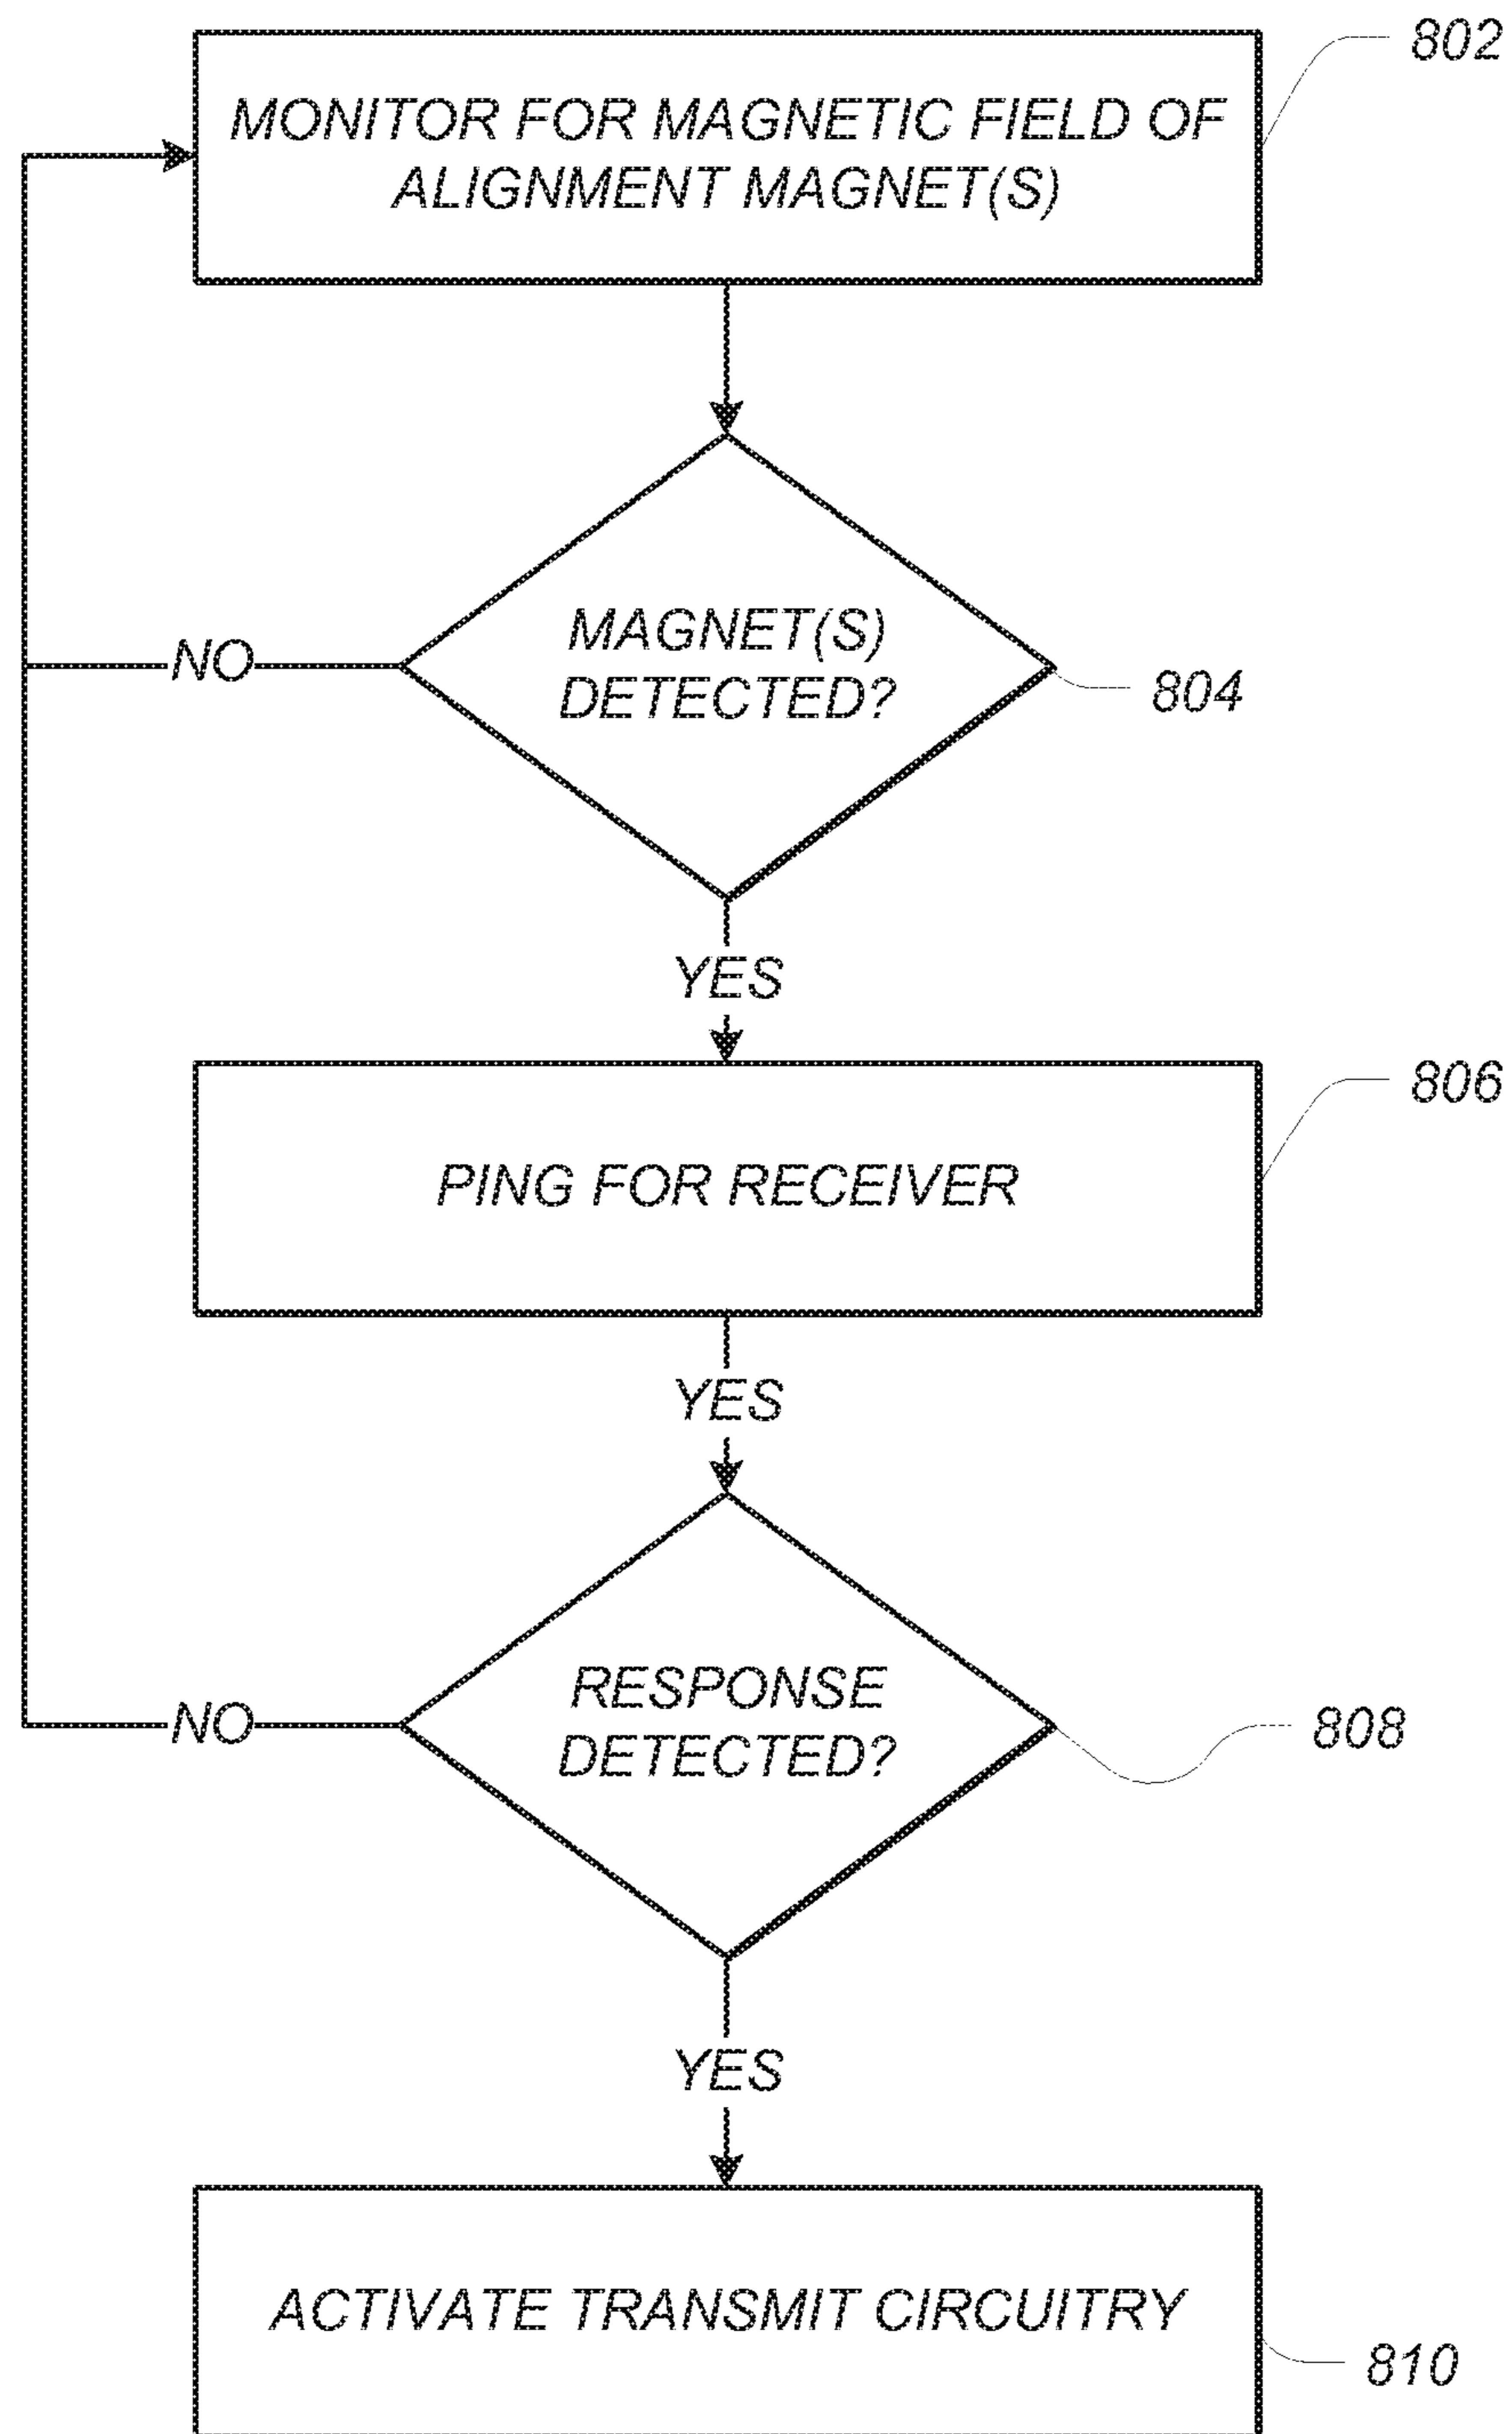 802
MONITOR FOR MAGNETIC FIELD OF
ALIGNMENT MAGNET(S)
MAGNET(S)
DETECTED?
NO
804
YES
806
PING FOR RECEIVER
YES
RESPONSE
DETECTED?
NO
808
YES
ACTIVATE TRANSMIT CIRCUITRY
810